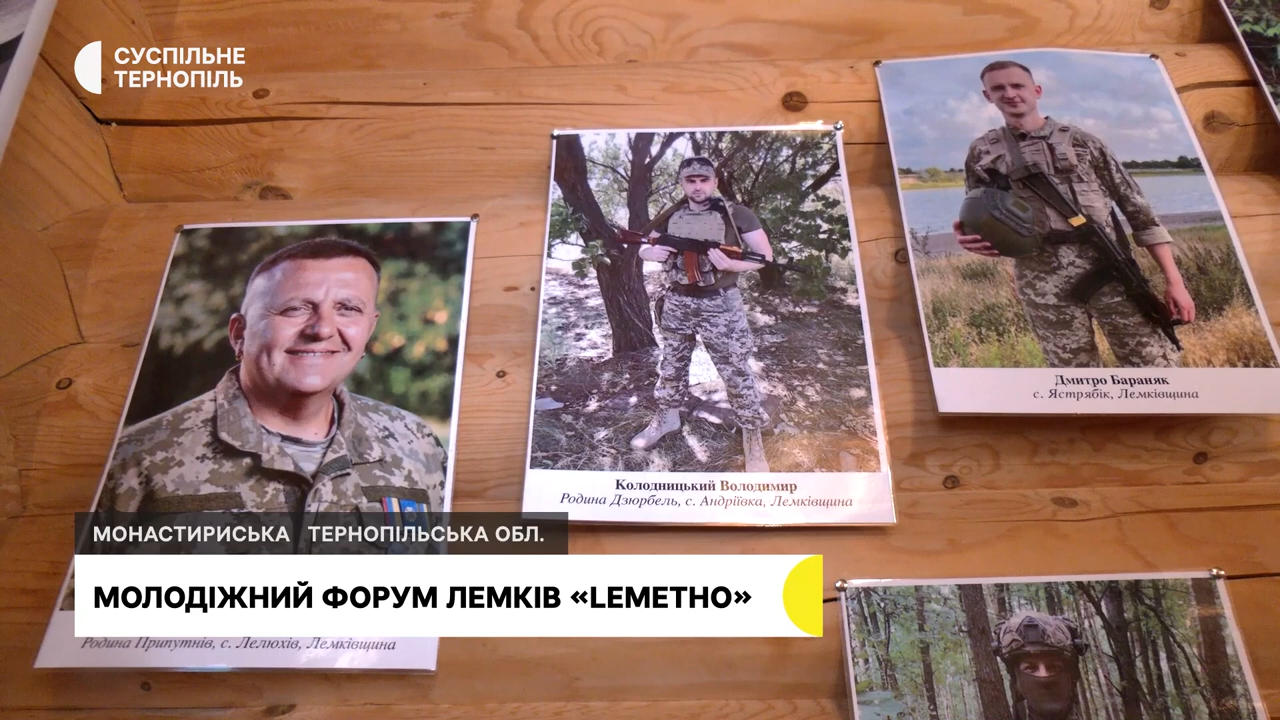 СУСПІЛЬНЕ
ТЕРНОПІЛЬ
Дмитро Бараняк
с. Ястрябік, Лемківщина
Колодницький Володимир
Родина Дзюрбель, с. Андріївка, Лемківщина
МОНАСТИРИСЬКА ТЕРНОПІЛЬСЬКА ОБЛ.
МОЛОДІЖНИЙ ФОРУМ ЛЕМКІВ «LEМЕТНО»
Родина Припутнів, с. Лелюхів, Лемківщина